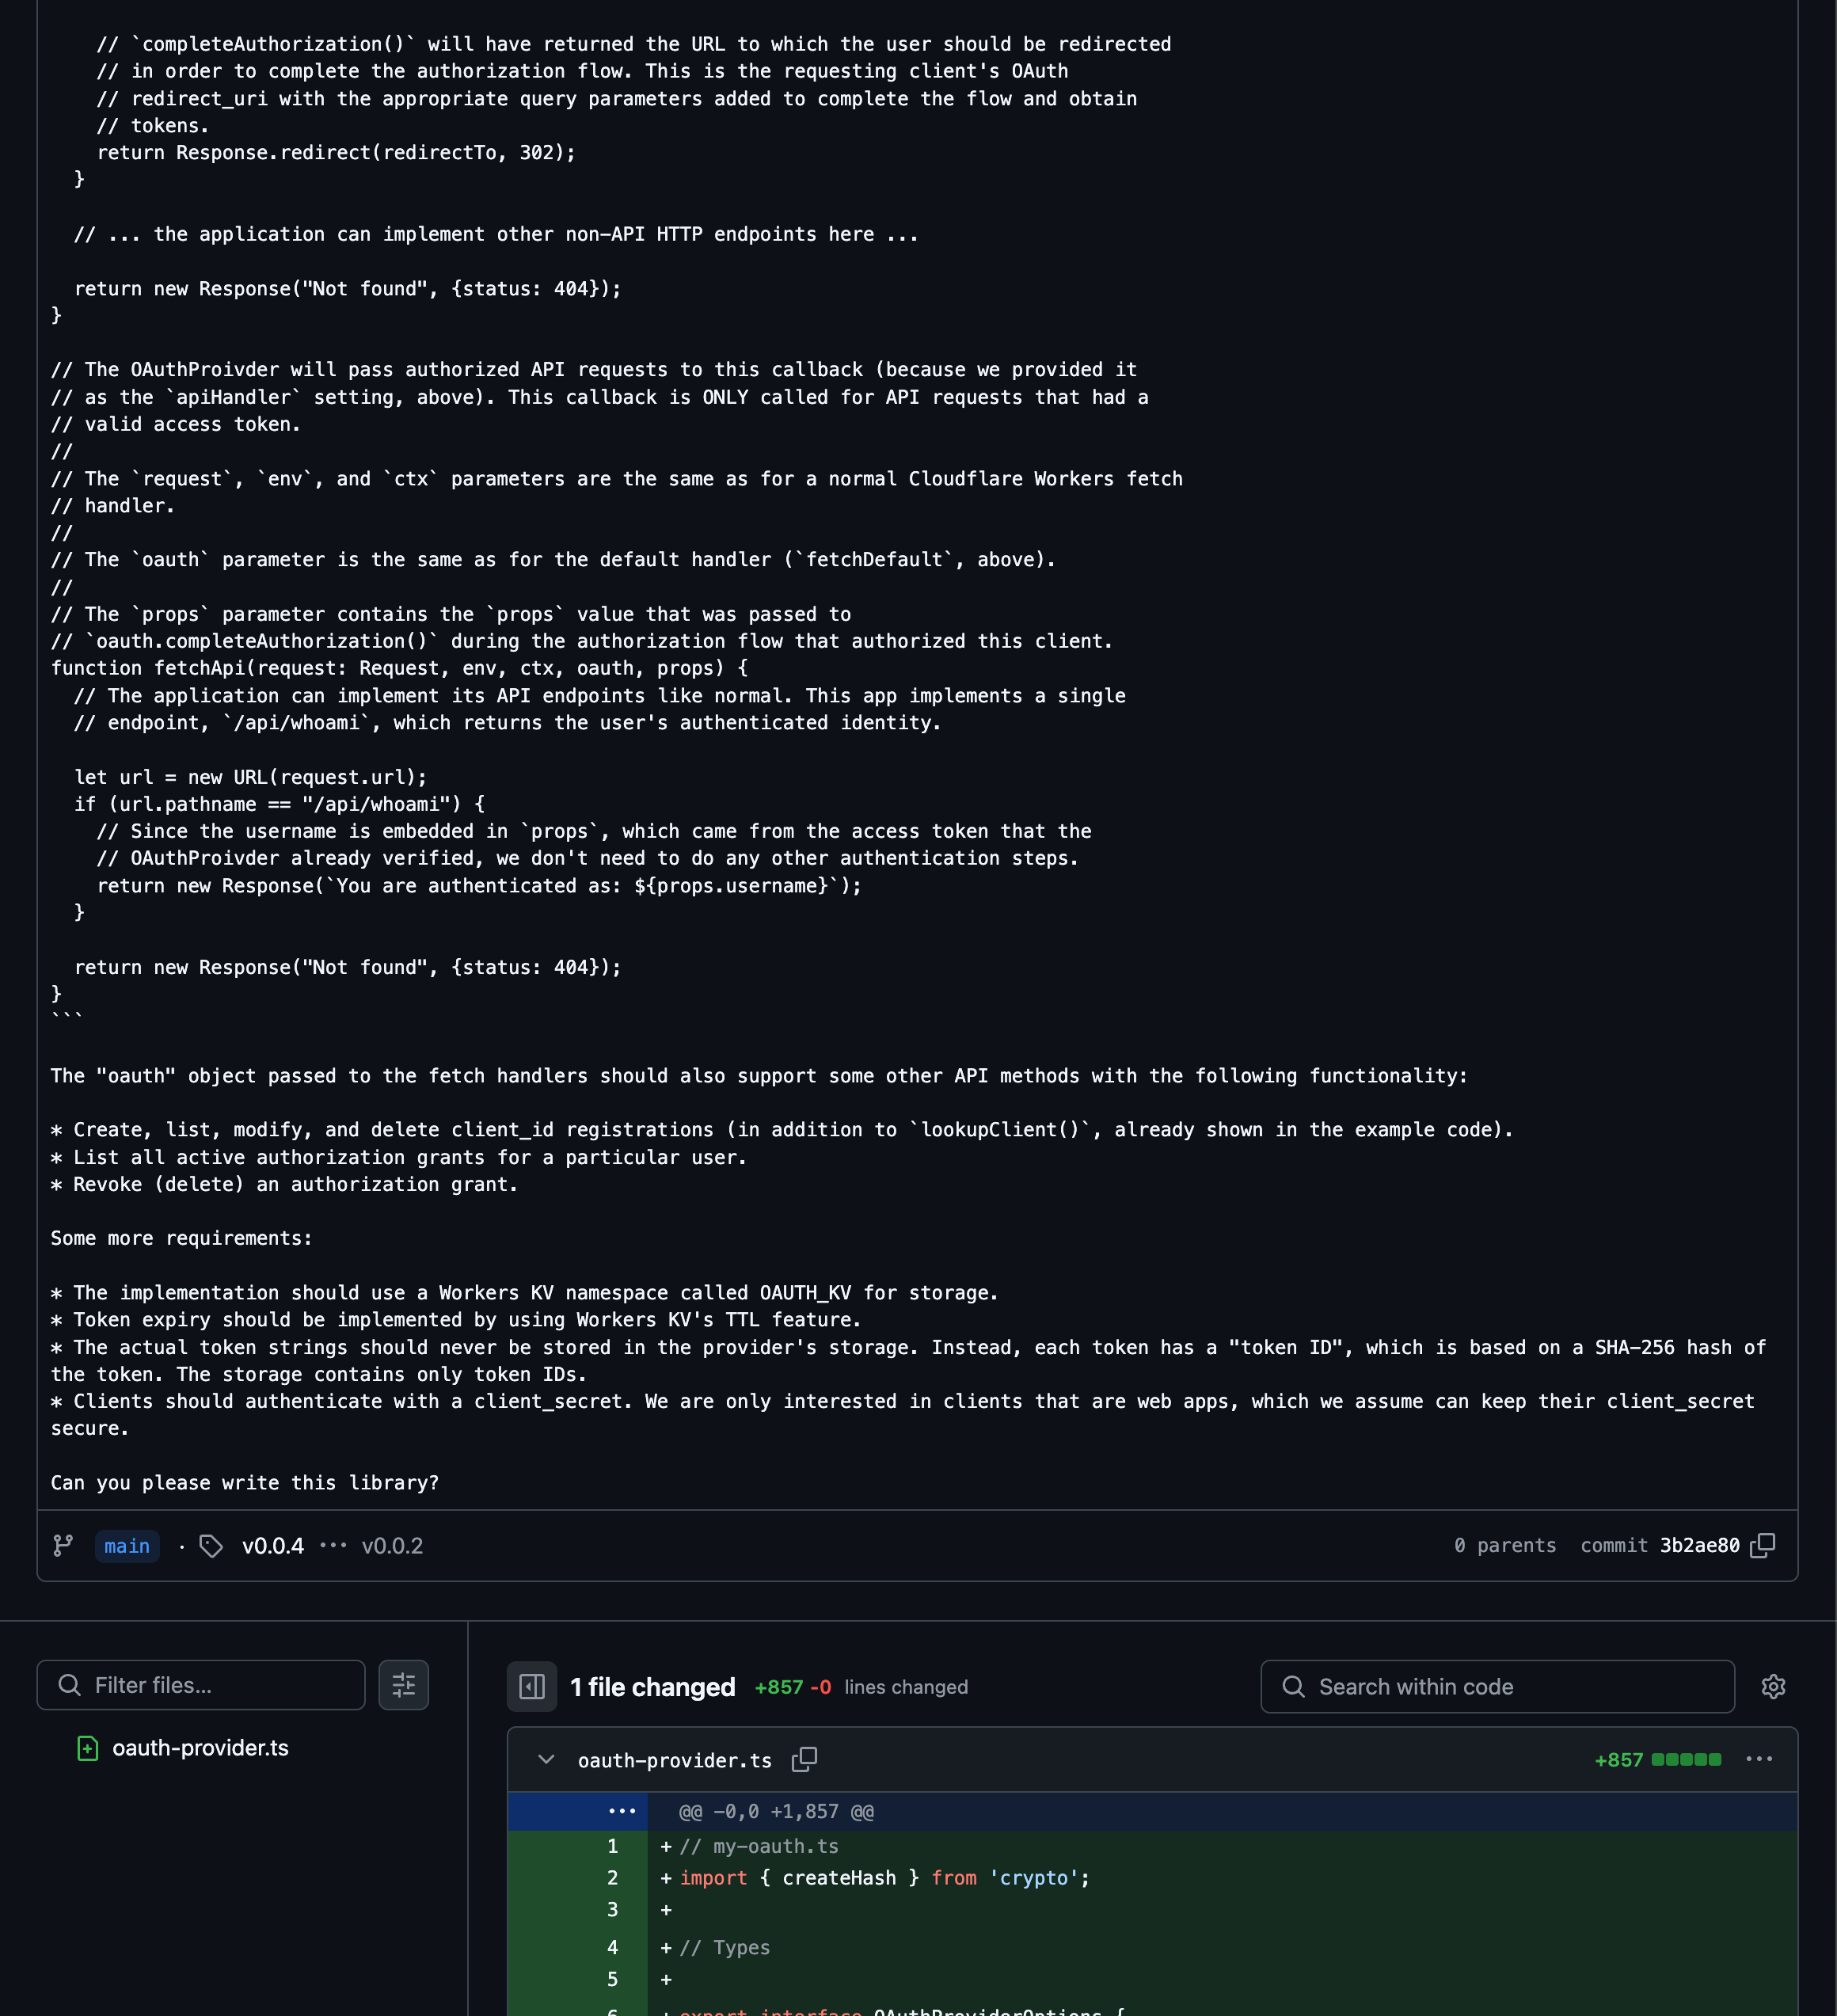 // `completeAuthorization()` will have returned the URL to which the user should be redirected
    // in order to complete the authorization flow. This is the requesting client's OAuth
    // redirect_uri with the appropriate query parameters added to complete the flow and obtain
    // tokens.
    return Response.redirect(redirectTo, 302);
  }

  // ... the application can implement other non-API HTTP endpoints here ...

  return new Response("Not found", {status: 404});
}

// The OAuthProivder will pass authorized API requests to this callback (because we provided it
// as the `apiHandler` setting, above). This callback is ONLY called for API requests that had a
// valid access token.
//
// The `request`, `env`, and `ctx` parameters are the same as for a normal Cloudflare Workers fetch
// handler.
//
// The `oauth` parameter is the same as for the default handler (`fetchDefault`, above).
//
// The `props` parameter contains the `props` value that was passed to
// `oauth.completeAuthorization()` during the authorization flow that authorized this client.
function fetchApi(request: Request, env, ctx, oauth, props) {
  // The application can implement its API endpoints like normal. This app implements a single
  // endpoint, `/api/whoami`, which returns the user's authenticated identity.

  let url = new URL(request.url);
  if (url.pathname == "/api/whoami") {
    // Since the username is embedded in `props`, which came from the access token that the
    // OAuthProivder already verified, we don't need to do any other authentication steps.
    return new Response(`You are authenticated as: ${props.username}`);
  }

  return new Response("Not found", {status: 404});
}
```

The "oauth" object passed to the fetch handlers should also support some other API methods with the following functionality:

* Create, list, modify, and delete client_id registrations (in addition to `lookupClient()`, already shown in the example code).
* List all active authorization grants for a particular user.
* Revoke (delete) an authorization grant.

Some more requirements:

* The implementation should use a Workers KV namespace called OAUTH_KV for storage.
* Token expiry should be implemented by using Workers KV's TTL feature.
* The actual token strings should never be stored in the provider's storage. Instead, each token has a "token ID", which is based on a SHA-256 hash of
the token. The storage contains only token IDs.
* Clients should authenticate with a client_secret. We are only interested in clients that are web apps, which we assume can keep their client_secret
secure.

Can you please write this library?
main · v0.0.4 ··· v0.0.2 0 parents commit 3b2ae80
Filter files...
oauth-provider.ts
1 file changed +857 -0 lines changed
Search within code
oauth-provider.ts +857 ···
··· @@ -0,0 +1,857 @@
1 + // my-oauth.ts
2 + import { createHash } from 'crypto';
3 +
4 + // Types
5 +
6 + export interface OAuthProviderOptions {